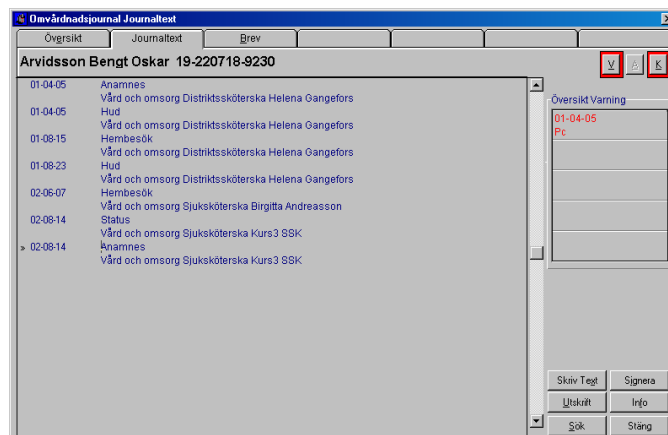 Omvårdnadsjournal Journaltext
Översikt Journaltext Brev
Arvidsson Bengt Oskar 19-220718-9230
V A K
01-04-05 Anamnes
Vård och omsorg Distriktssköterska Helena Gangefors
01-04-05 Hud
Vård och omsorg Distriktssköterska Helena Gangefors
01-08-15 Hembesök
Vård och omsorg Distriktssköterska Helena Gangefors
01-08-23 Hud
Vård och omsorg Distriktssköterska Helena Gangefors
02-06-07 Hembesök
Vård och omsorg Sjuksköterska Birgitta Andreasson
02-08-14 Status
Vård och omsorg Sjuksköterska Kurs3 SSK
» 02-08-14 Anamnes
Vård och omsorg Sjuksköterska Kurs3 SSK
Översikt Varning
01-04-05
Pc
Skriv Text Signera
Utskrift Info
Sök Stäng